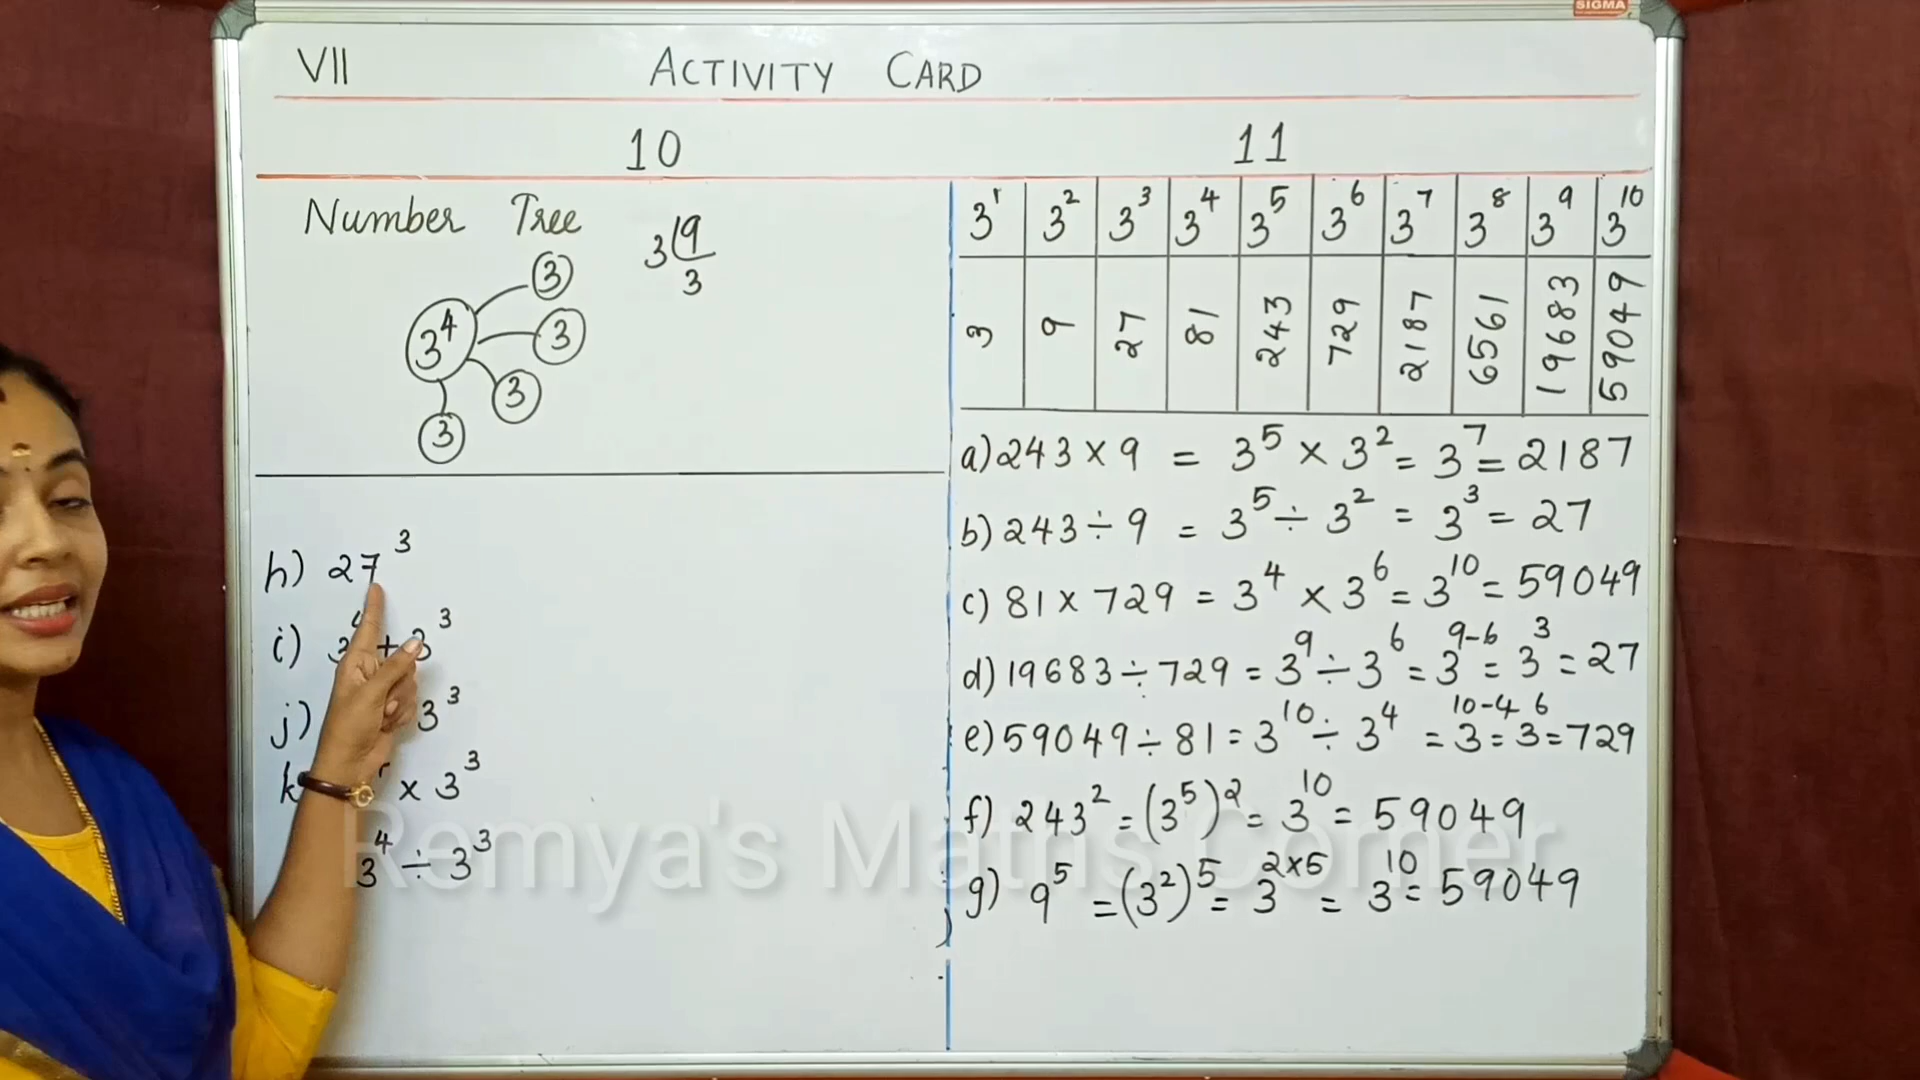 SIGMA
VII ACTIVITY CARD
10
Number Tree
3 9
3
3⁴
3
3
3
3
h) 27³
i) + 3³
j) 3³
k × 3³
3⁴ ÷ 3³
11
3¹ 3² 3³ 3⁴ 3⁵ 3⁶ 3⁷ 3⁸ 3⁹ 3¹⁰
3 9 27 81 243 729 2187 6561 19683 59049
a) 243 × 9 = 3⁵ × 3² = 3⁷ = 2187
b) 243 ÷ 9 = 3⁵ ÷ 3² = 3³ = 27
c) 81 × 729 = 3⁴ × 3⁶ = 3¹⁰ = 59049
d) 19683 ÷ 729 = 3⁹ ÷ 3⁶ = 3⁹⁻⁶ = 3³ = 27
e) 59049 ÷ 81 = 3¹⁰ ÷ 3⁴ = 3¹⁰⁻⁴ = 3⁶ = 729
f) 243² = (3⁵)² = 3¹⁰ = 59049
g) 9⁵ = (3²)⁵ = 3²ˣ⁵ = 3¹⁰ = 59049
Remya's Maths Corner